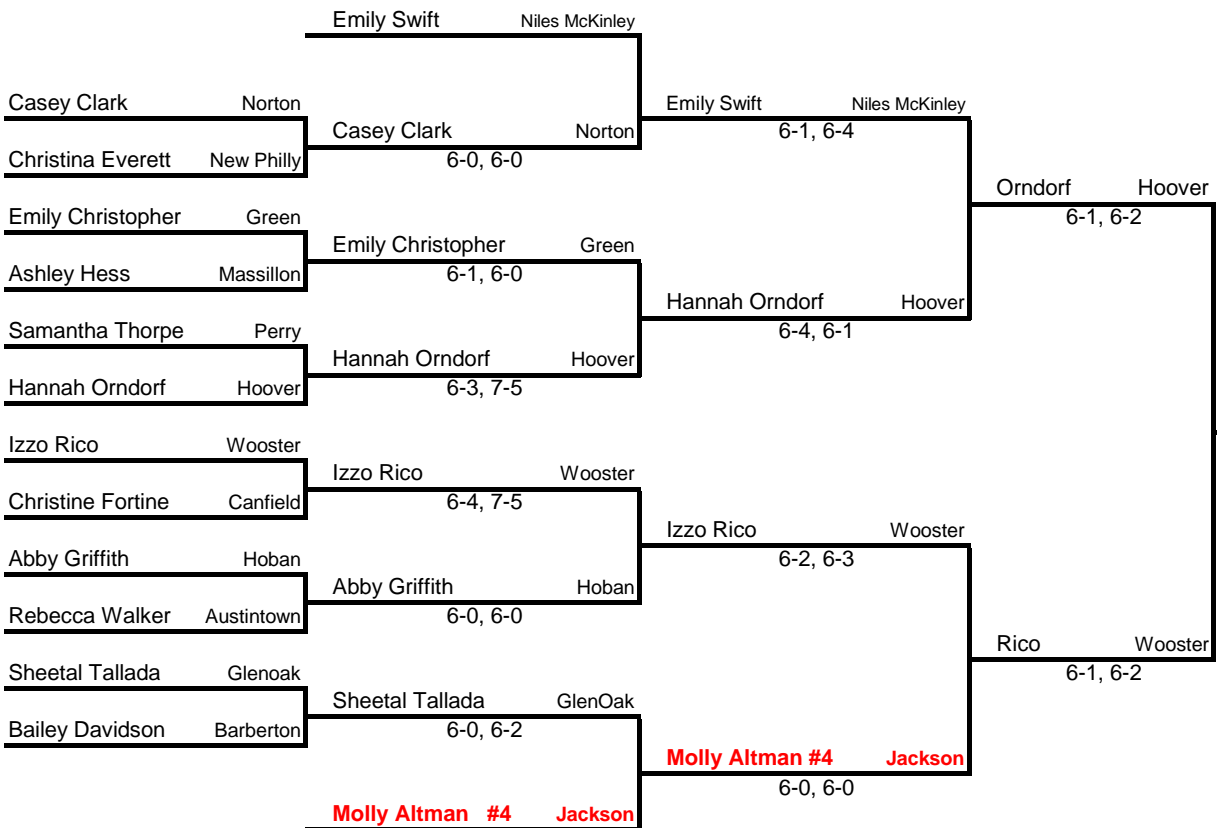 Emily Swift Niles McKinley
Casey Clark Norton
Emily Swift Niles McKinley
6-1, 6-4
Casey Clark Norton
Christina Everett New Philly
6-0, 6-0
Orndorf Hoover
6-1, 6-2
Emily Christopher Green
Emily Christopher Green
6-1, 6-0
Ashley Hess Massillon
Hannah Orndorf Hoover
6-4, 6-1
Samantha Thorpe Perry
Hannah Orndorf Hoover
6-3, 7-5
Hannah Orndorf Hoover
Izzo Rico Wooster
Izzo Rico Wooster
6-4, 7-5
Christine Fortine Canfield
Izzo Rico Wooster
6-2, 6-3
Abby Griffith Hoban
Abby Griffith Hoban
6-0, 6-0
Rebecca Walker Austintown
Rico Wooster
6-1, 6-2
Sheetal Tallada Glenoak
Sheetal Tallada GlenOak
6-0, 6-2
Bailey Davidson Barberton
Molly Altman #4 Jackson
6-0, 6-0
Molly Altman #4 Jackson